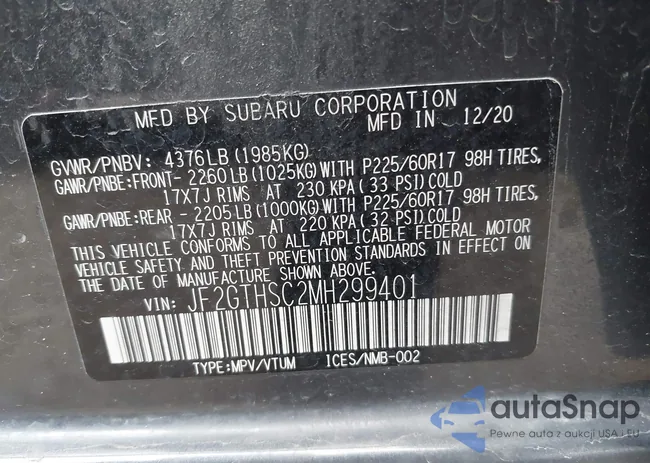 MFD BY SUBARU CORPORATION
MFD IN 12/20
GVWR/PNBV: 4376LB(1985KG)
GAWR/PNBE:FRONT- 2260 LB(1025KG)WITH P225/60R17 98H TIRES,
17X7J RIMS AT 230 KPA(33 PSI)COLD
GAWR/PNBE:REAR - 2205LB(1000KG)WITH P225/60R17 98H TIRES,
17X7J RIMS AT 220 KPA(32 PSI)COLD
THIS VEHICLE CONFORMS TO ALL APPLICABLE FEDERAL MOTOR
VEHICLE SAFETY AND THEFT PREVENTION STANDARDS IN EFFECT ON
THE DATE OF MANUFACTURE SHOWN ABOVE.
VIN: JF2GTHSC2MH299401
TYPE:MPV/VTUM ICES/NMB-002
autaSnap
Pewne auta z aukcji USA i EU